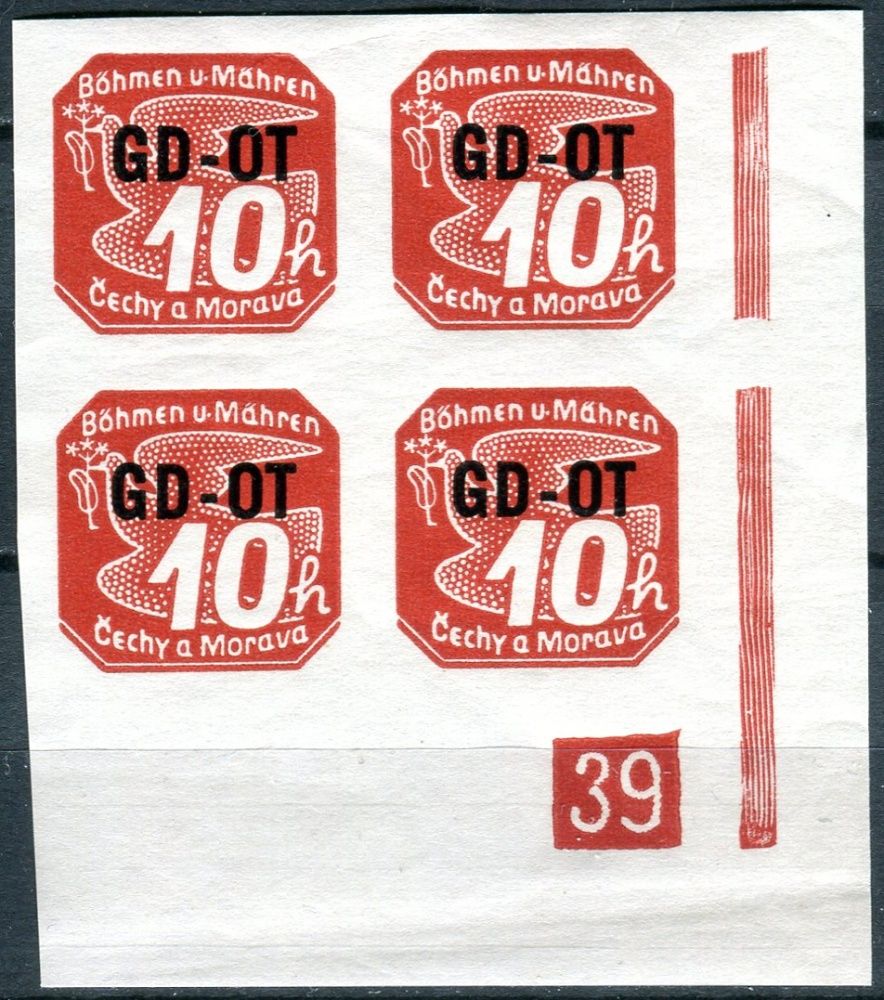 Böhmen u. Mähren
GD-OT
10h
Čechy a Morava
Böhmen u. Mähren
GD-OT
10h
Čechy a Morava
Böhmen u. Mähren
GD-OT
10h
Čechy a Morava
Böhmen u. Mähren
GD-OT
10h
Čechy a Morava
39